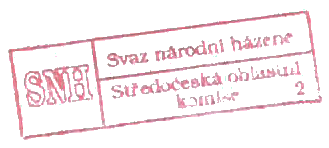 SNH
Svaz národní házené
Středočeská oblastní
komise 2